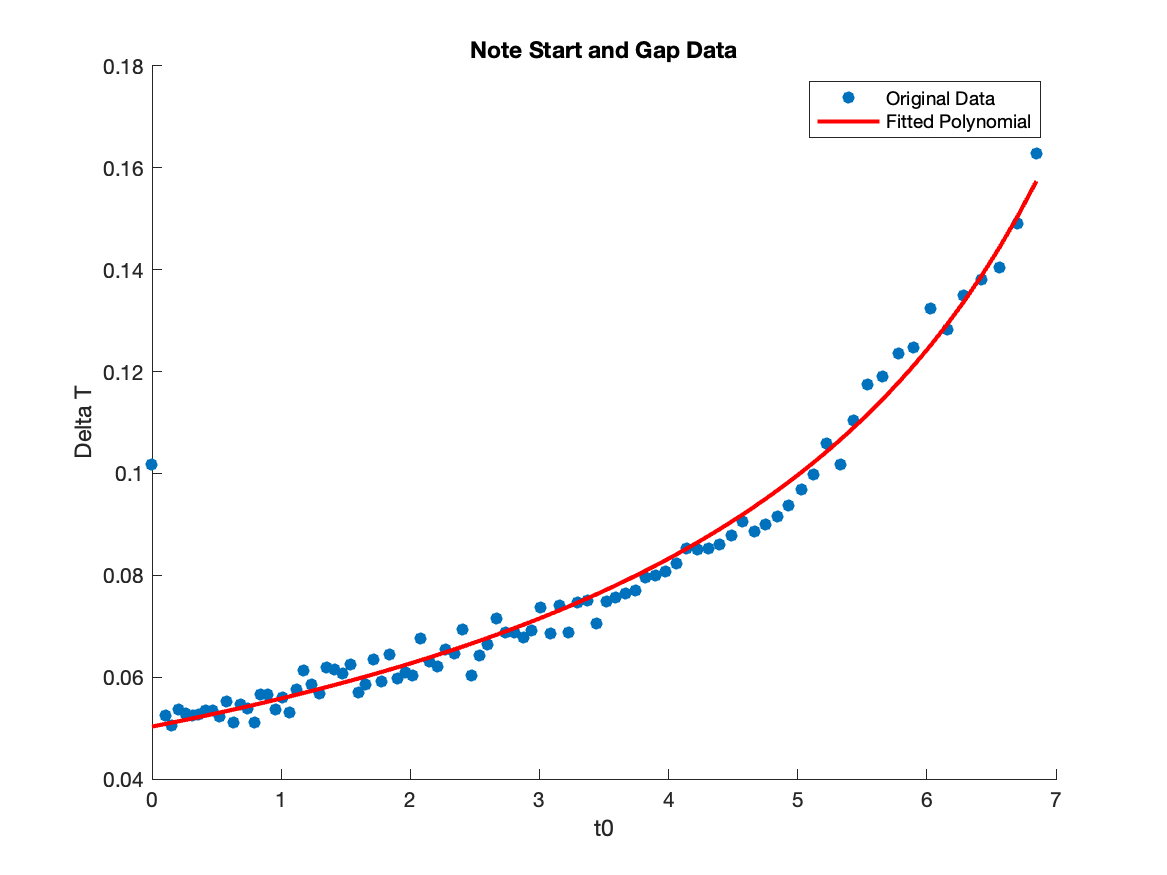 Note Start and Gap Data
Original Data
Fitted Polynomial
0.18
0.16
0.14
0.12
0.1
0.08
0.06
0.04
Delta T
0 1 2 3 4 5 6 7
t0